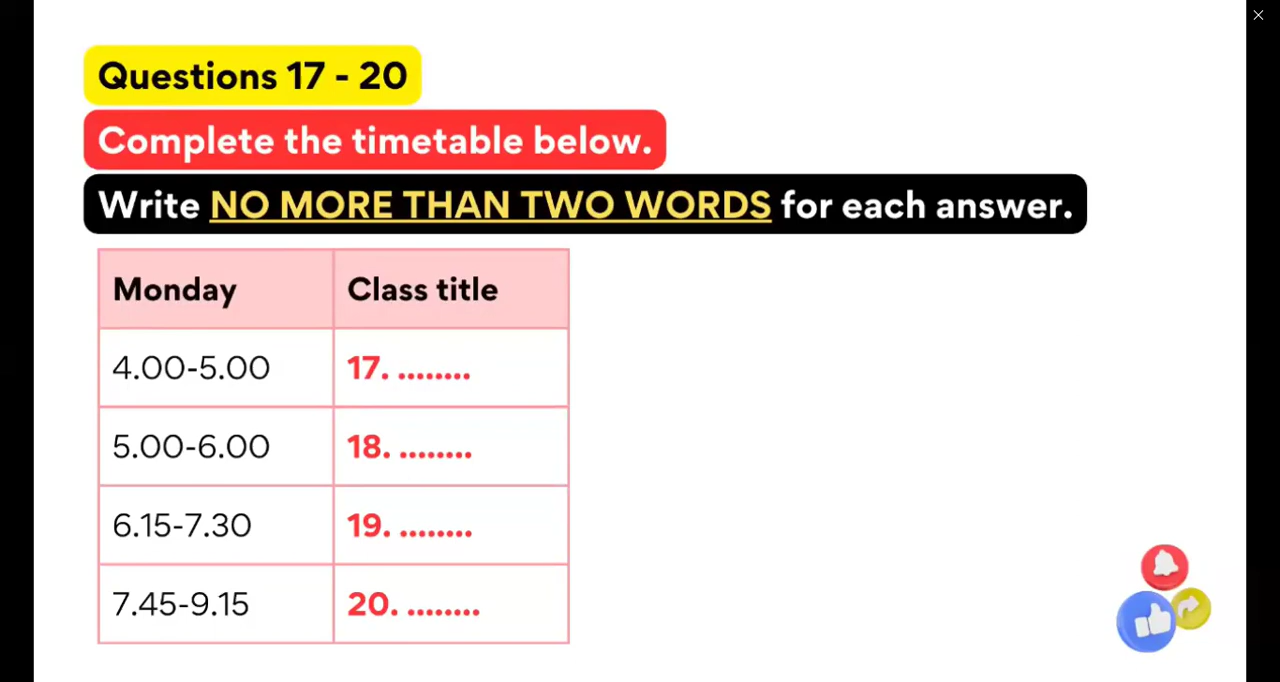 Questions 17 - 20
Complete the timetable below.
Write NO MORE THAN TWO WORDS for each answer.
Monday Class title
4.00-5.00 17. ........
5.00-6.00 18. ........
6.15-7.30 19. ........
7.45-9.15 20. ........